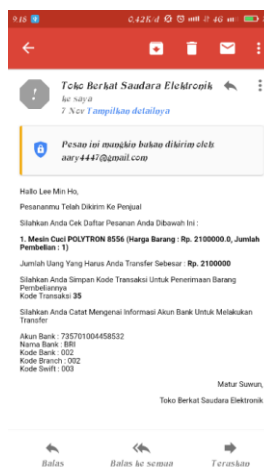 9.15 0,42K/d 4G
Toko Berkat Saudara Elektronik
ke saya
7 Nov Tampilkan detailnya
Pesan ini mungkin bukan dikirim oleh:
aary4447@gmail.com
Hallo Lee Min Ho,
Pesananmu Telah Dikirim Ke Penjual
Silahkan Anda Cek Daftar Pesanan Anda Dibawah Ini :
1. Mesin Cuci POLYTRON 8556 (Harga Barang : Rp. 2100000.0, Jumlah
Pembelian : 1)
Jumlah Uang Yang Harus Anda Transfer Sebesar : Rp. 2100000
Silahkan Anda Simpan Kode Transaksi Untuk Penerimaan Barang
Pembeliannya
Kode Transaksi 35
Silahkan Anda Catat Mengenai Informasi Akun Bank Untuk Melakukan
Transfer
Akun Bank : 735701004458532
Nama Bank : BRI
Kode Bank : 002
Kode Branch : 002
Kode Swift : 003
Matur Suwun,
Toko Berkat Saudara Elektronik
Balas Balas ke semua Teruskan